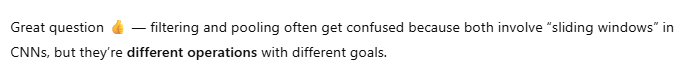 Great question 👍 — filtering and pooling often get confused because both involve “sliding windows” in
CNNs, but they’re different operations with different goals.